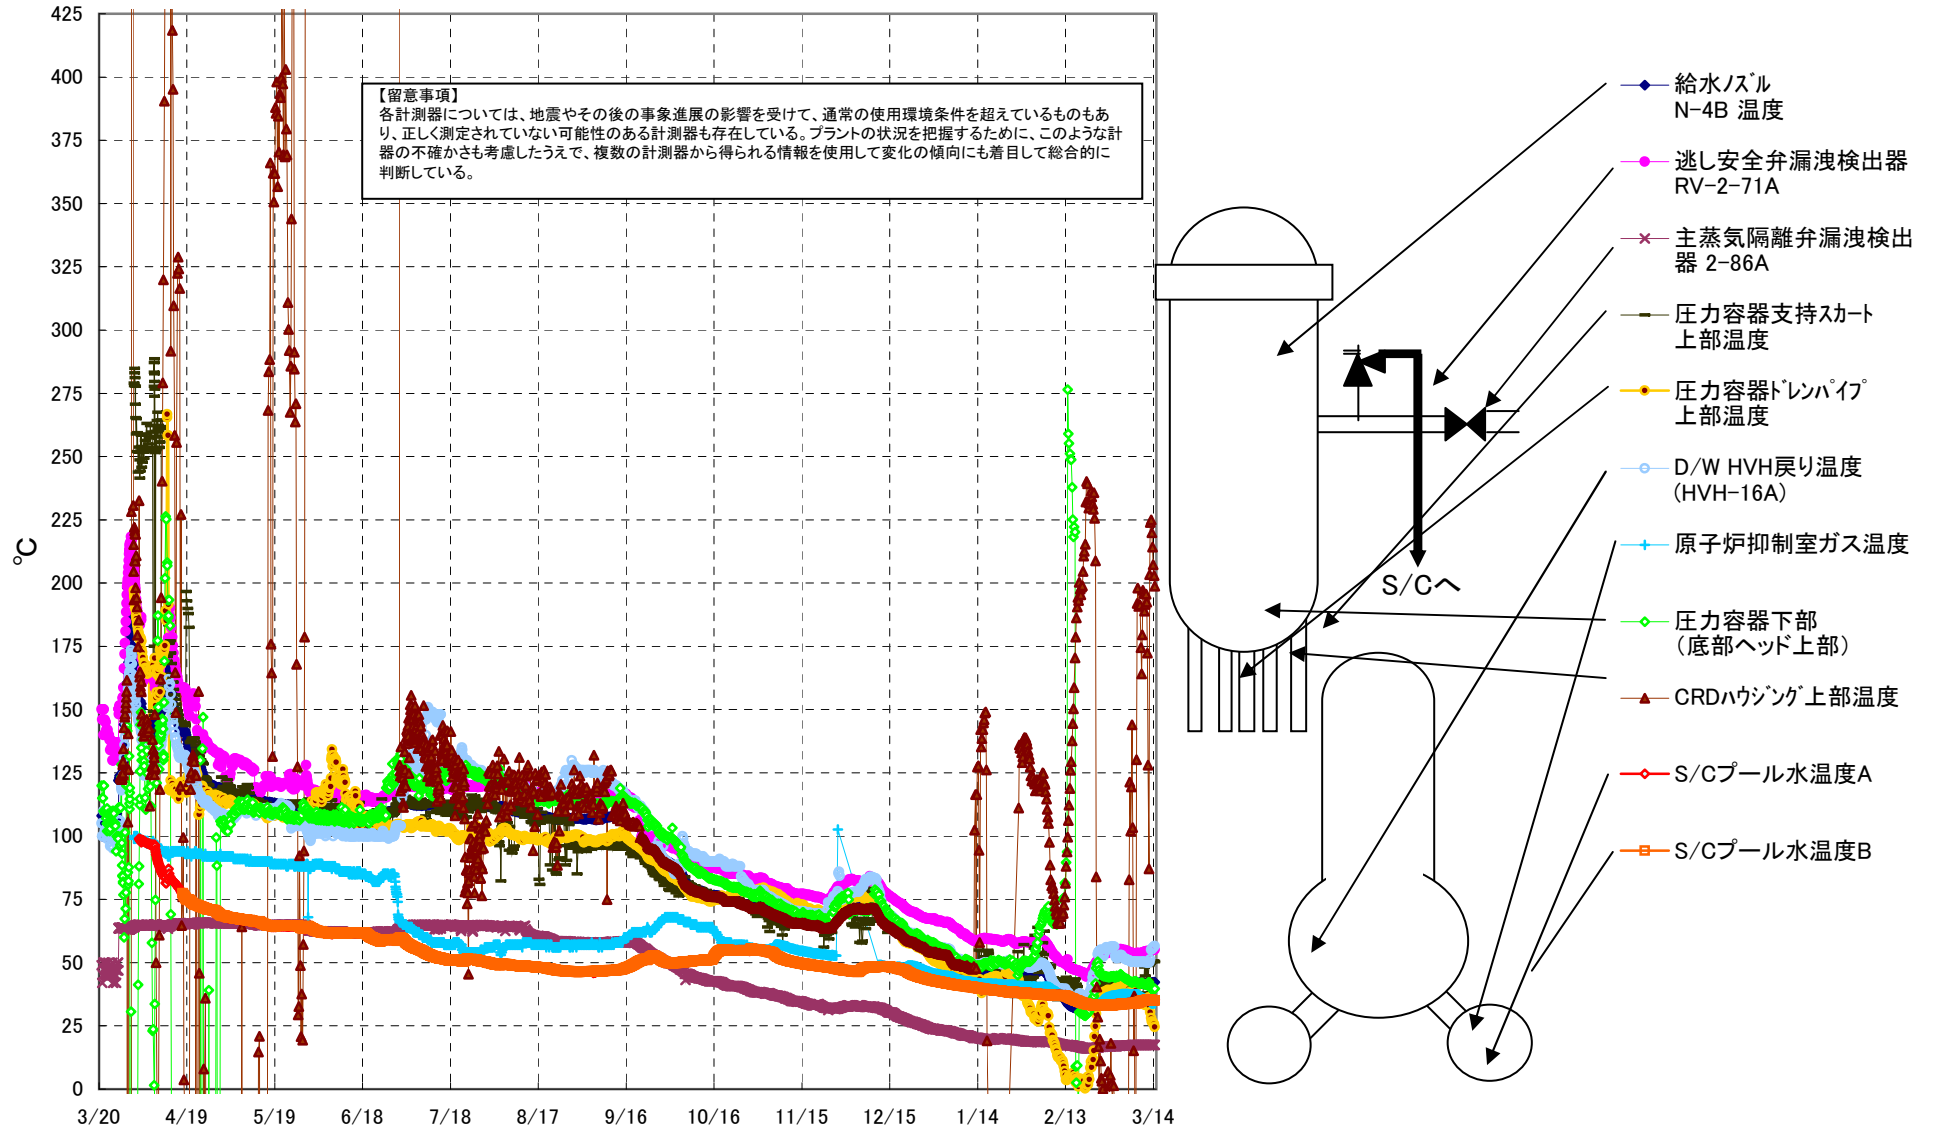 425
400
375
350
325
300
275
250
225
200
175
150
125
100
75
50
25
0
℃
3/20 4/19 5/19 6/18 7/18 8/17 9/16 10/16 11/15 12/15 1/14 2/13 3/14
【留意事項】
各計測器については、地震やその後の事象進展の影響を受けて、通常の使用環境条件を超えているものもあ
り、正しく測定されていない可能性のある計測器も存在している。プラントの状況を把握するために、このような計
器の不確かさも考慮したうえで、複数の計測器から得られる情報を使用して変化の傾向にも着目して総合的に
判断している。
S/Cへ
給水ﾉｽﾞﾙ
N-4B 温度
逃し安全弁漏洩検出器
RV-2-71A
主蒸気隔離弁漏洩検出
器 2-86A
圧力容器支持ｽｶｰﾄ
上部温度
圧力容器ﾄﾞﾚﾝﾊﾟｲﾌﾟ
上部温度
D/W HVH戻り温度
(HVH-16A)
原子炉抑制室ガス温度
圧力容器下部
（底部ヘッド上部）
CRDﾊｳｼﾞﾝｸﾞ上部温度
S/Cプール水温度A
S/Cプール水温度B